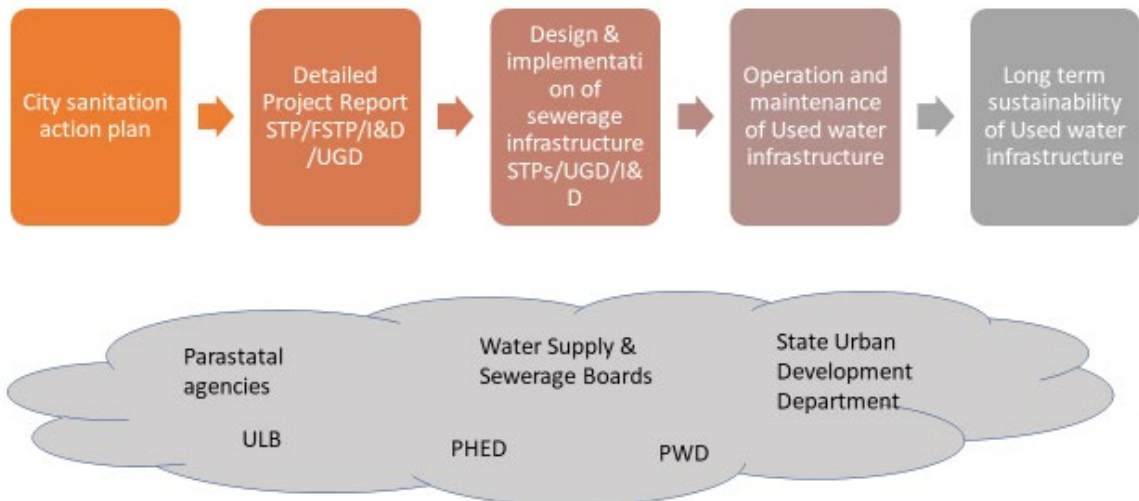 City sanitation
action plan
Detailed
Project Report
STP/FSTP/I&D
/UGD
Design &
implementati
on of
sewerage
infrastructure
STPs/UGD/I&
D
Operation and
maintenance
of Used water
infrastructure
Long term
sustainability
of Used water
infrastructure
Parastatal
agencies
Water Supply &
Sewerage Boards
State Urban
Development
Department
ULB
PHED
PWD